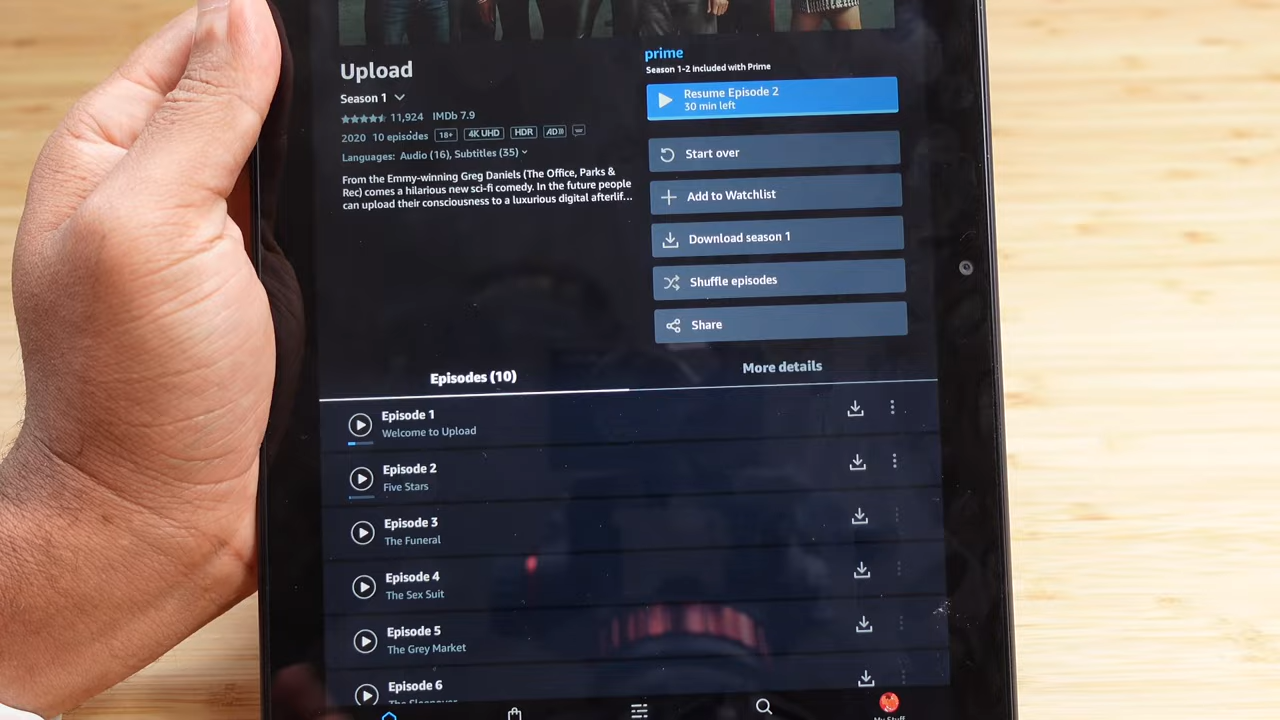 Upload
Season 1
11,924 IMDb 7.9
2020 10 episodes 18+ 4K UHD HDR AD
Languages: Audio (16), Subtitles (35)
From the Emmy-winning Greg Daniels (The Office, Parks &
Rec) comes a hilarious new sci-fi comedy. In the future people
can upload their consciousness to a luxurious digital afterlif...
prime
Season 1-2 included with Prime
Resume Episode 2
30 min left
Start over
Add to Watchlist
Download season 1
Shuffle episodes
Share
Episodes (10)
More details
Episode 1
Welcome to Upload
Episode 2
Five Stars
Episode 3
The Funeral
Episode 4
The Sex Suit
Episode 5
The Grey Market
Episode 6
The Sleepover
My Stuff